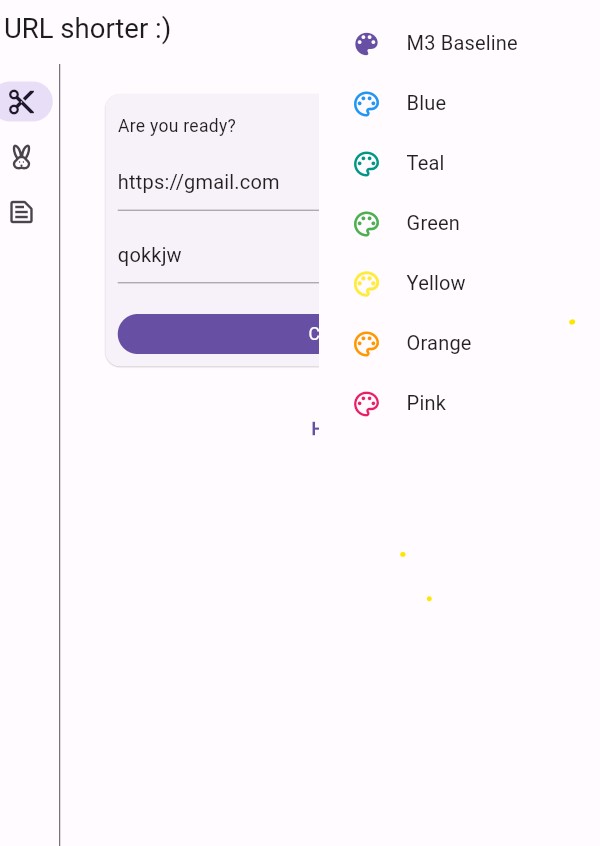 URL shorter :)
Are you ready?
https://gmail.com
qokkjw
C
H
M3 Baseline
Blue
Teal
Green
Yellow
Orange
Pink